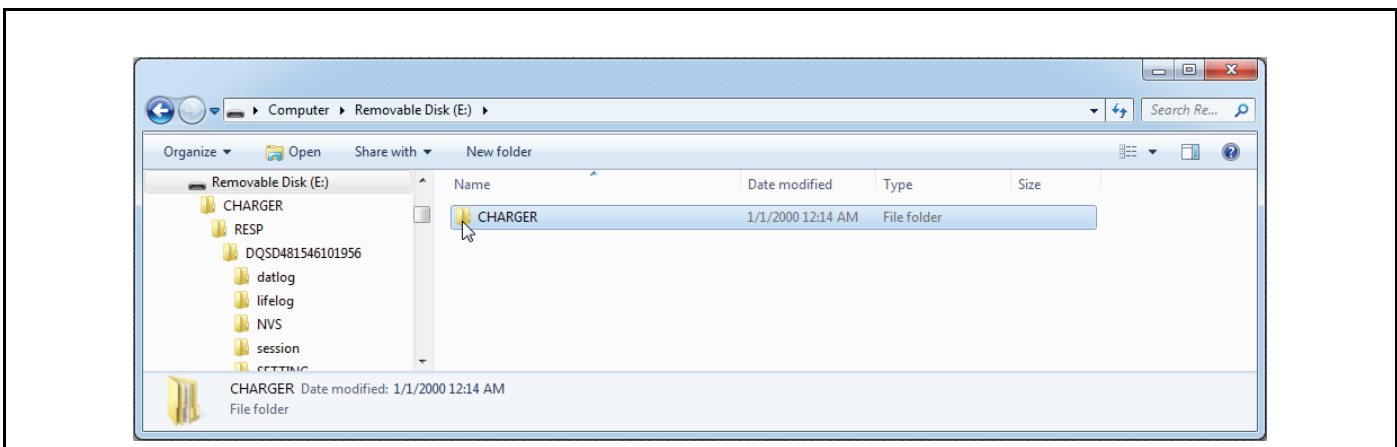 Computer Removable Disk (E:) Search Re...
Organize Open Share with New folder
Removable Disk (E:)
CHARGER
RESP
DQSD481546101956
datlog
lifelog
NVS
session
SETTING
Name Date modified Type Size
CHARGER 1/1/2000 12:14 AM File folder
CHARGER Date modified: 1/1/2000 12:14 AM
File folder